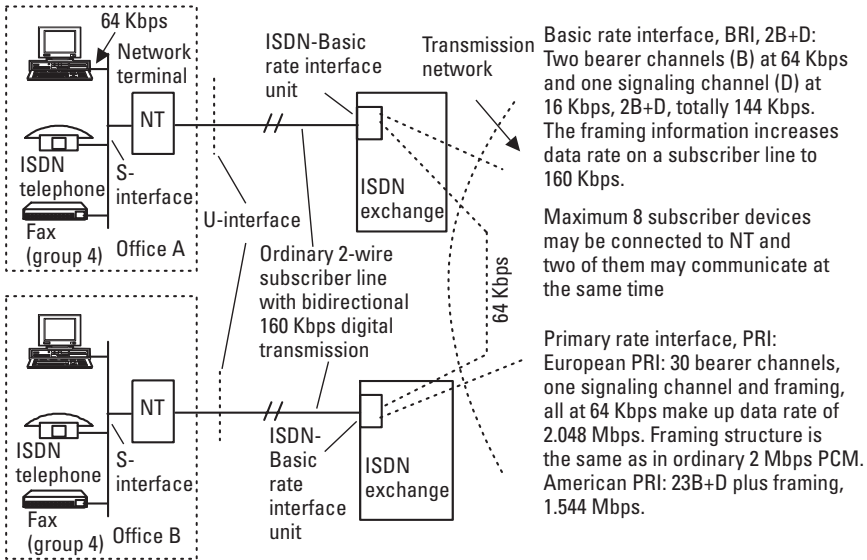 64 Kbps
Network
terminal
NT
ISDN
telephone
S-
interface
Fax
(group 4)
Office A
ISDN-Basic
rate interface
unit
Transmission
network
ISDN
exchange
U-interface
Ordinary 2-wire
subscriber line
with bidirectional
160 Kbps digital
transmission
64 Kbps
NT
ISDN
telephone
S-
interface
Fax
(group 4)
Office B
ISDN-
Basic
rate
interface
unit
ISDN
exchange
Basic rate interface, BRI, 2B+D:
Two bearer channels (B) at 64 Kbps
and one signaling channel (D) at
16 Kbps, 2B+D, totally 144 Kbps.
The framing information increases
data rate on a subscriber line to
160 Kbps.
Maximum 8 subscriber devices
may be connected to NT and
two of them may communicate at
the same time
Primary rate interface, PRI:
European PRI: 30 bearer channels,
one signaling channel and framing,
all at 64 Kbps make up data rate of
2.048 Mbps. Framing structure is
the same as in ordinary 2 Mbps PCM.
American PRI: 23B+D plus framing,
1.544 Mbps.